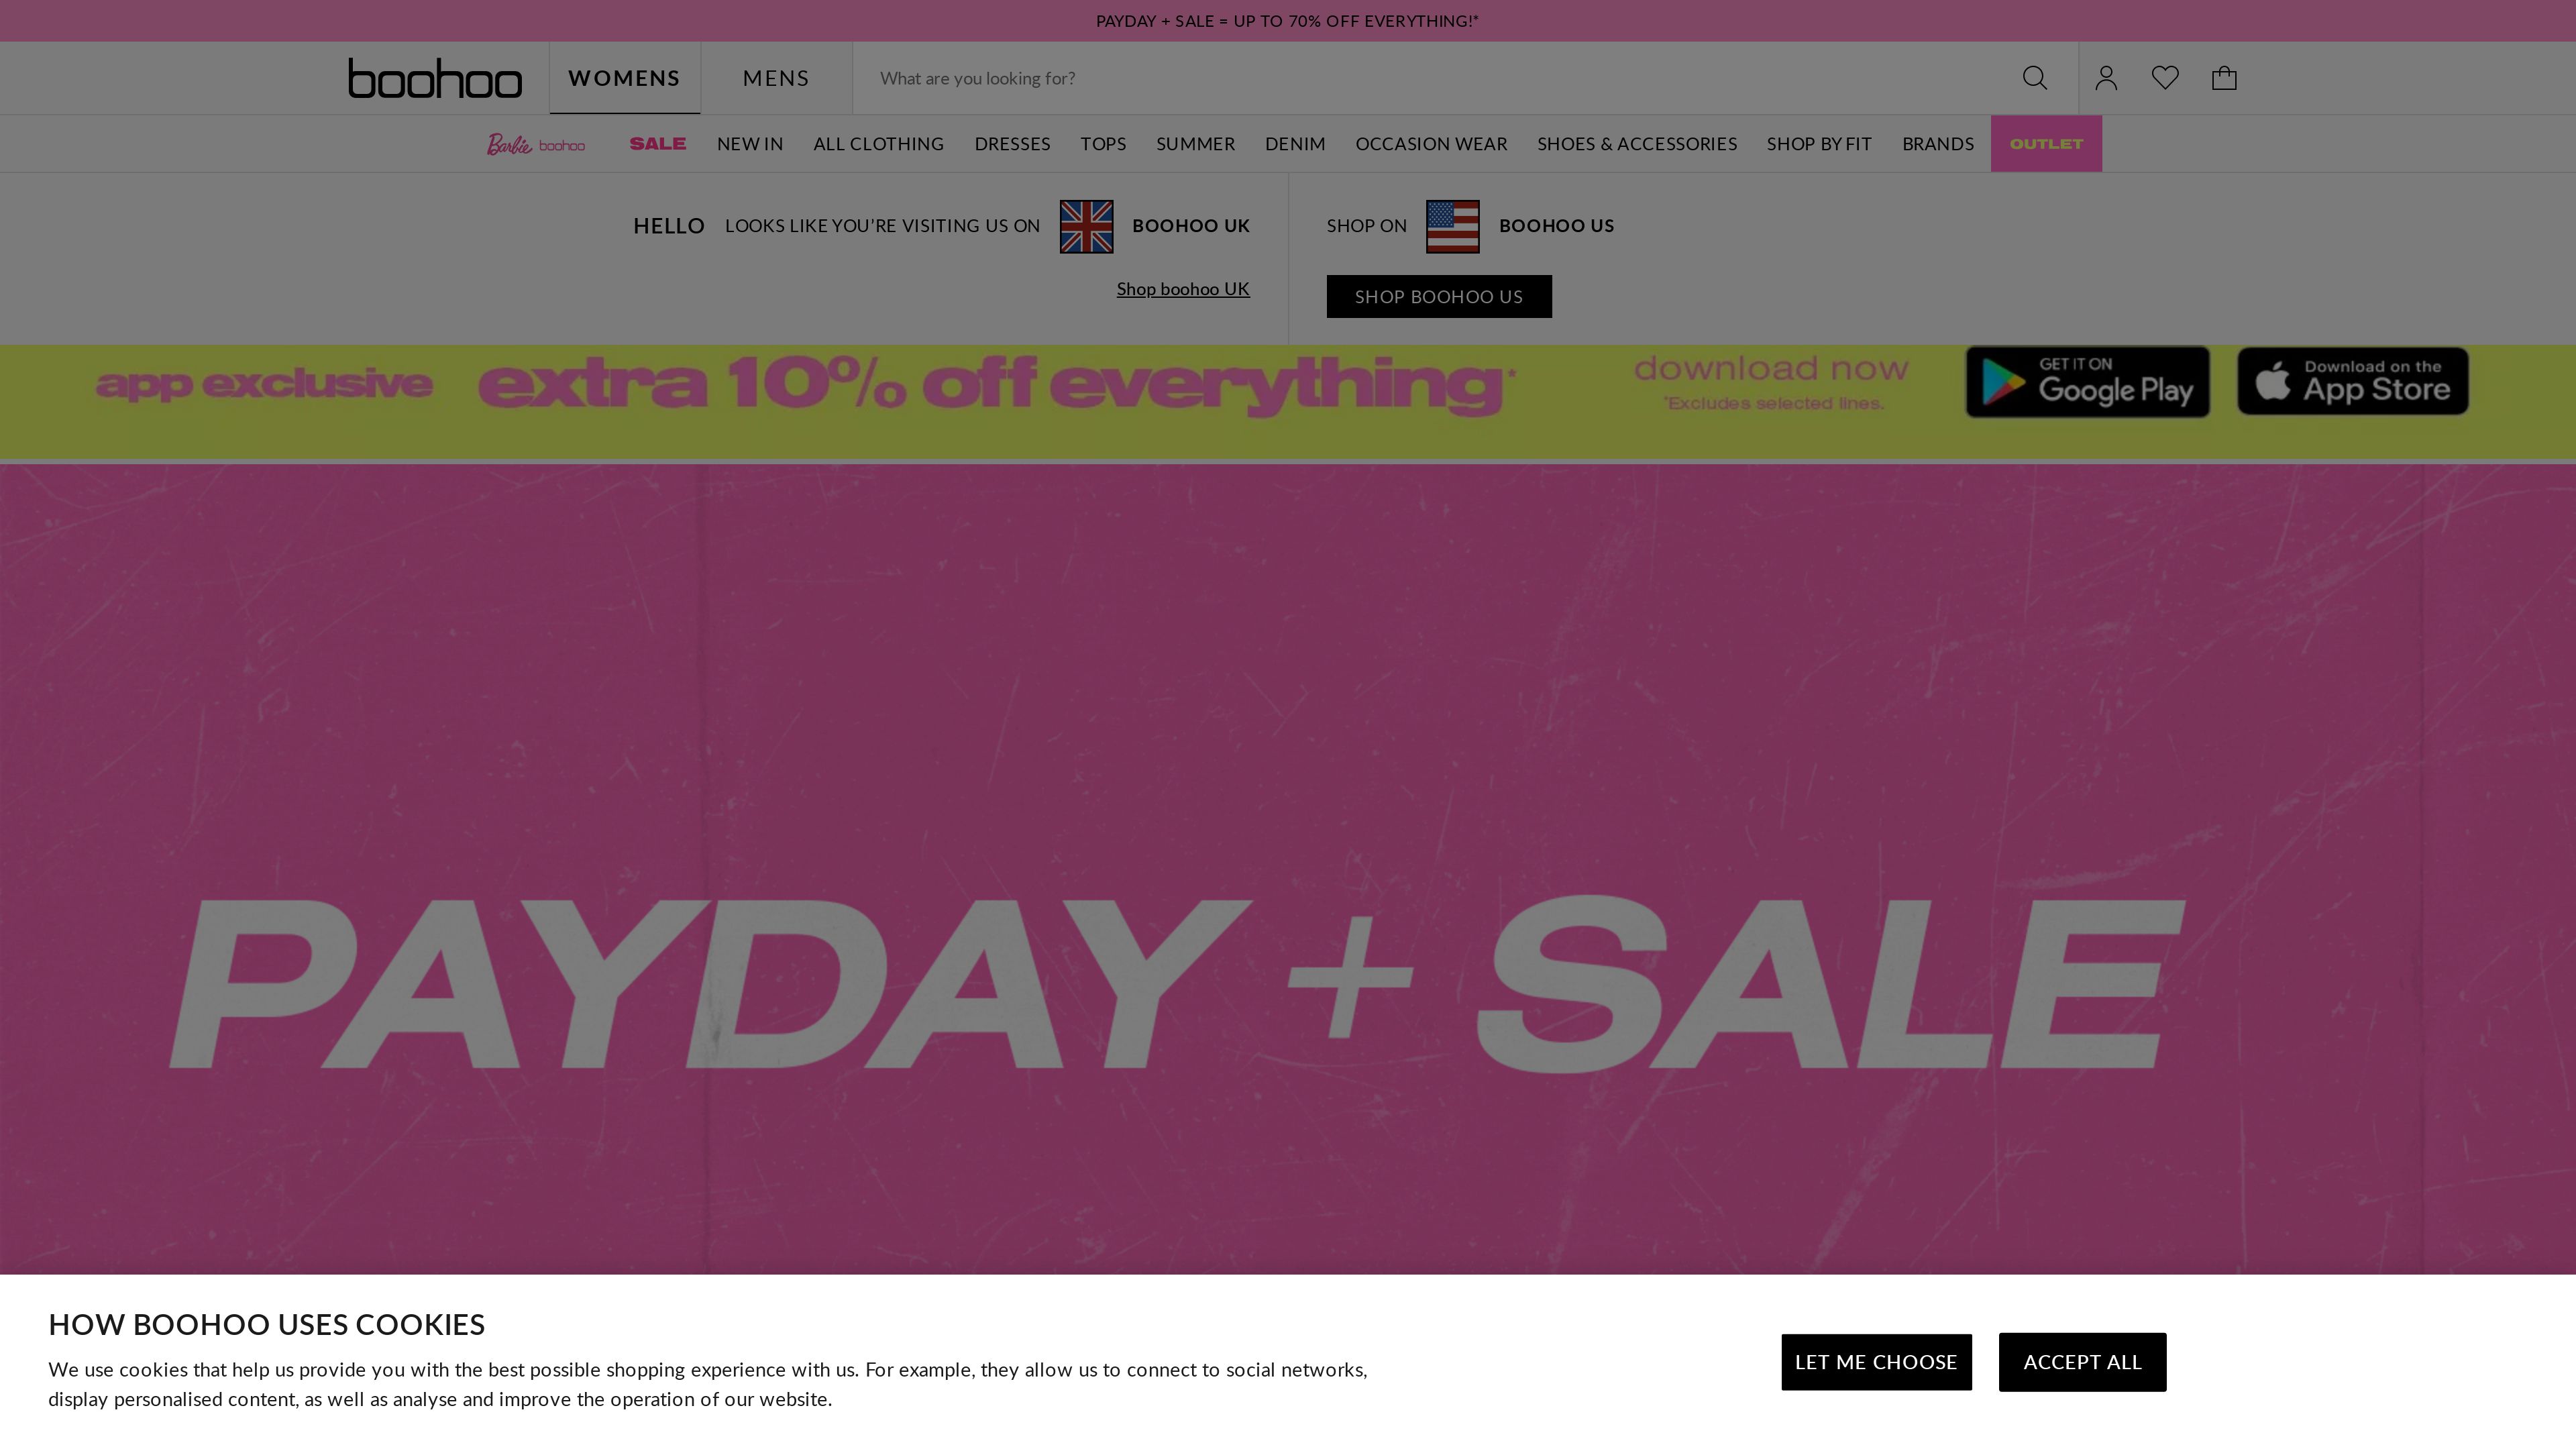 PAYDAY + SALE = UP TO 70% OFF EVERYTHING!*
boohoo
WOMENS
MENS
What are you looking for?
Barbie boohoo
SALE
NEW IN
ALL CLOTHING
DRESSES
TOPS
SUMMER
DENIM
OCCASION WEAR
SHOES & ACCESSORIES
SHOP BY FIT
BRANDS
OUTLET
HELLO LOOKS LIKE YOU'RE VISITING US ON BOOHOO UK
Shop boohoo UK
SHOP ON BOOHOO US
SHOP BOOHOO US
app exclusive
extra 10% off everything*
download now
*Excludes selected lines.
GET IT ON
Google Play
Download on the
App Store
PAYDAY + SALE
HOW BOOHOO USES COOKIES
We use cookies that help us provide you with the best possible shopping experience with us. For example, they allow us to connect to social networks,
display personalised content, as well as analyse and improve the operation of our website.
LET ME CHOOSE
ACCEPT ALL